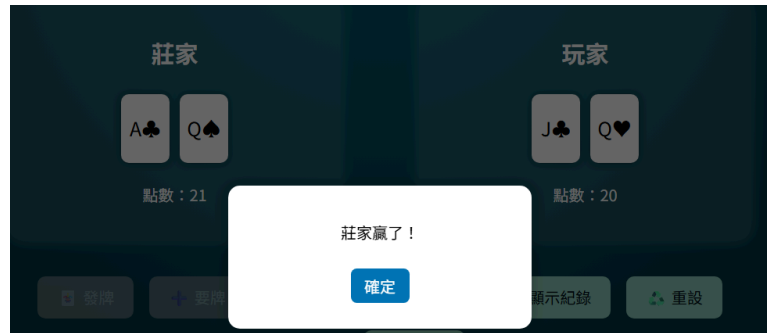 莊家
玩家
A♣ Q♠
J♣ Q♥
點數：21
點數：20
莊家贏了！
確定
發牌
要牌
顯示紀錄
重設